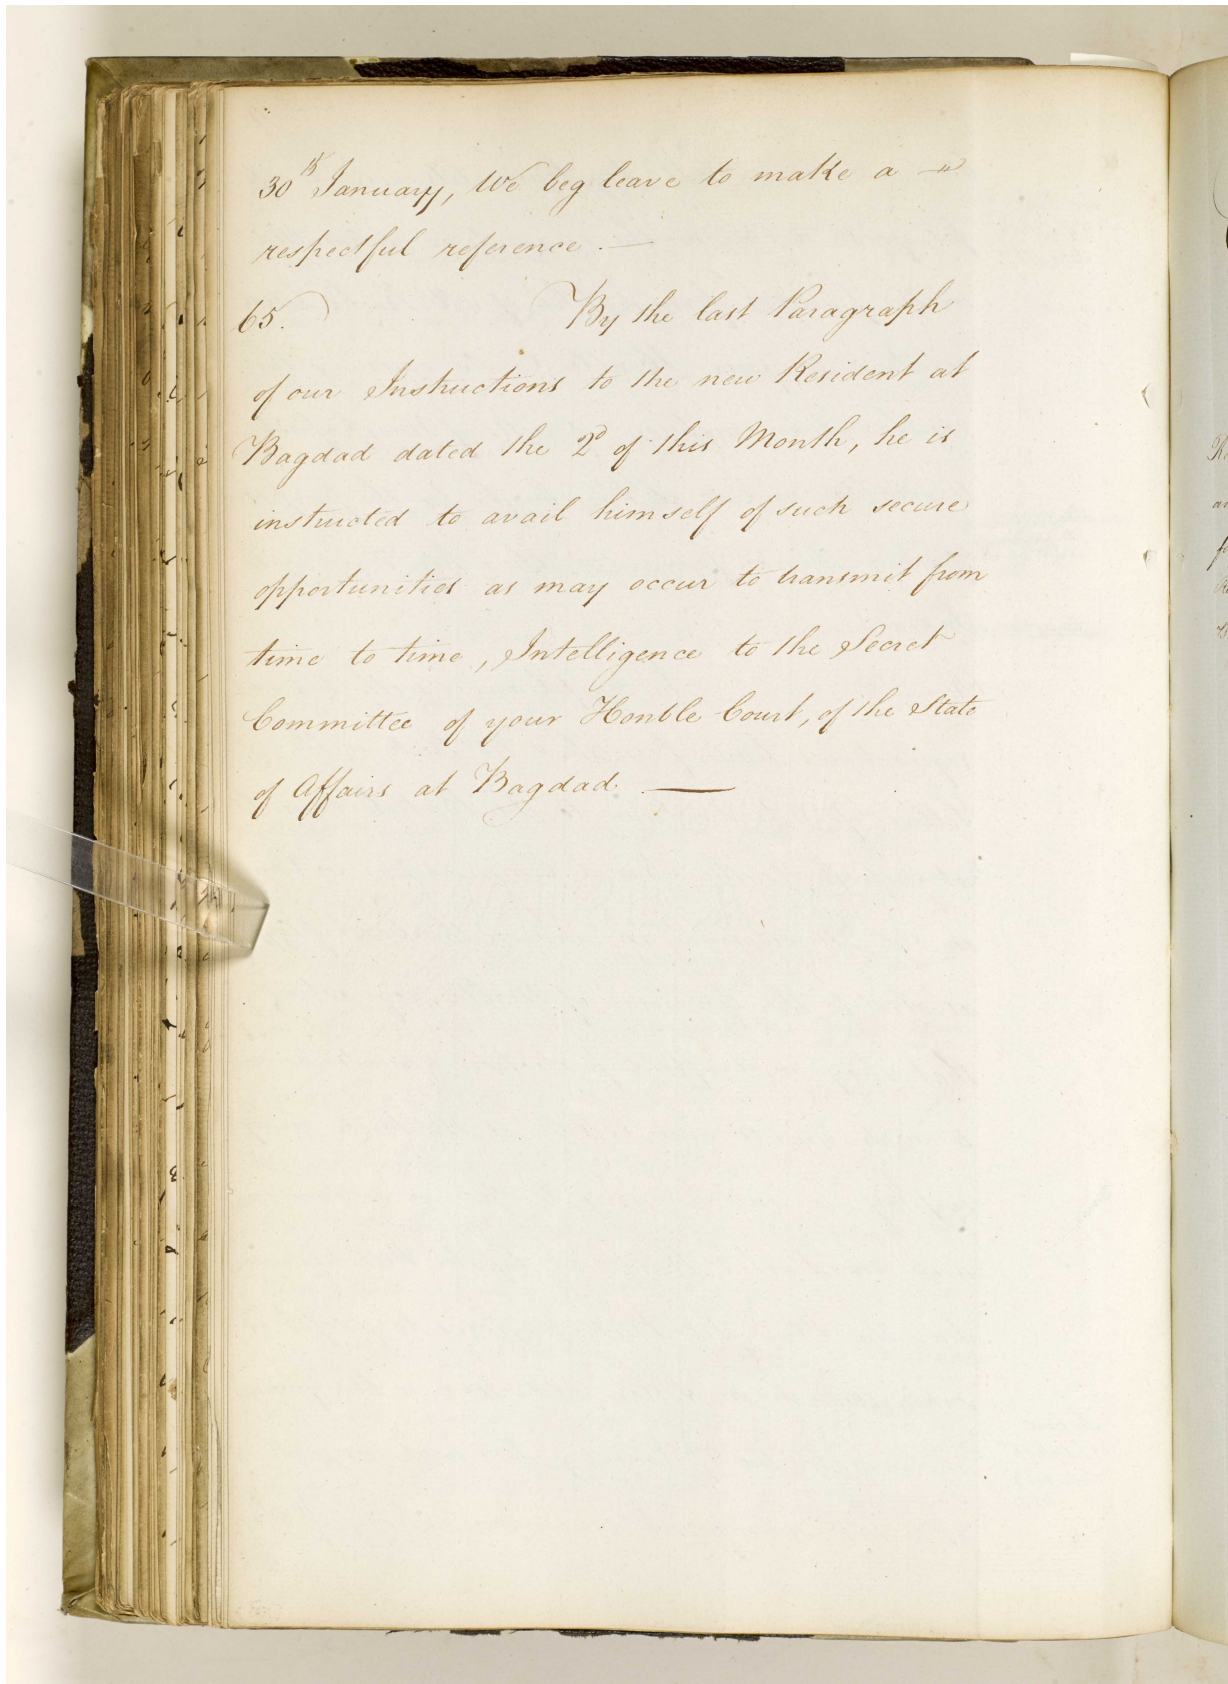 30th January, We beg leave to make a
respectful reference. —
65. By the last Paragraph
of our Instructions to the new Resident at
Bagdad dated the 2d of this Month, he is
instructed to avail himself of such secure
opportunities as may occur to transmit from
time to time, Intelligence to the Secret
Committee of your Honble Court, of the State
of Affairs at Bagdad. —